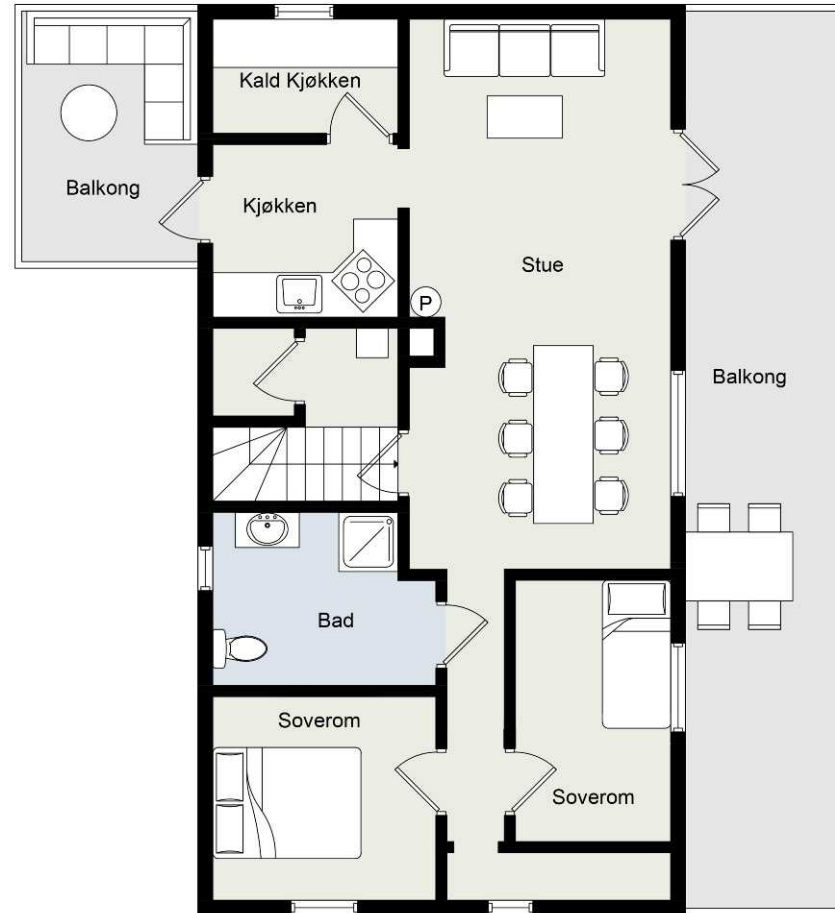 Kald Kjøkken
Balkong
Kjøkken
Stue
P
Balkong
Bad
Soverom
Soverom